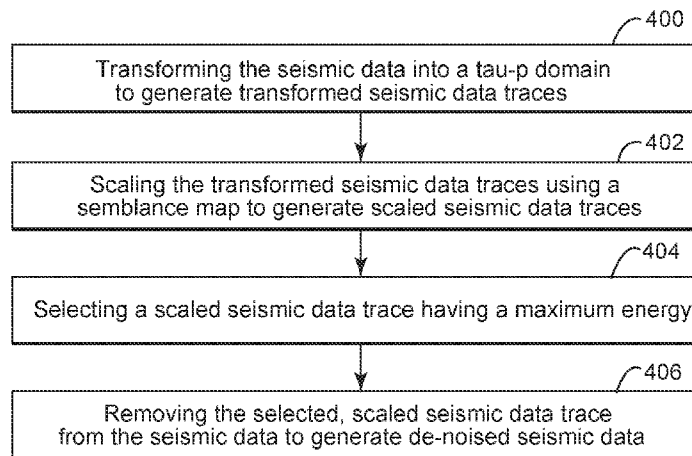 400
Transforming the seismic data into a tau-p domain
to generate transformed seismic data traces
402
Scaling the transformed seismic data traces using a
semblance map to generate scaled seismic data traces
404
Selecting a scaled seismic data trace having a maximum energy
406
Removing the selected, scaled seismic data trace
from the seismic data to generate de-noised seismic data